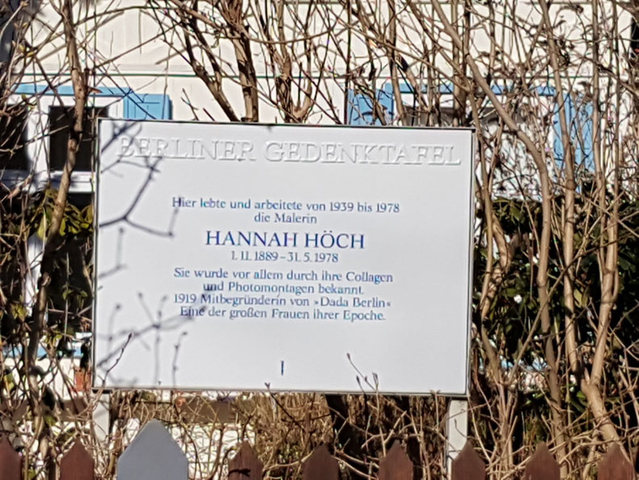 BERLINER GEDENKTAFEL
Hier lebte und arbeitete von 1939 bis 1978
die Malerin
HANNAH HÖCH
1. 11. 1889 – 31. 5. 1978
Sie wurde vor allem durch ihre Collagen
und Photomontagen bekannt.
1919 Mitbegründerin von »Dada Berlin«
Eine der großen Frauen ihrer Epoche.